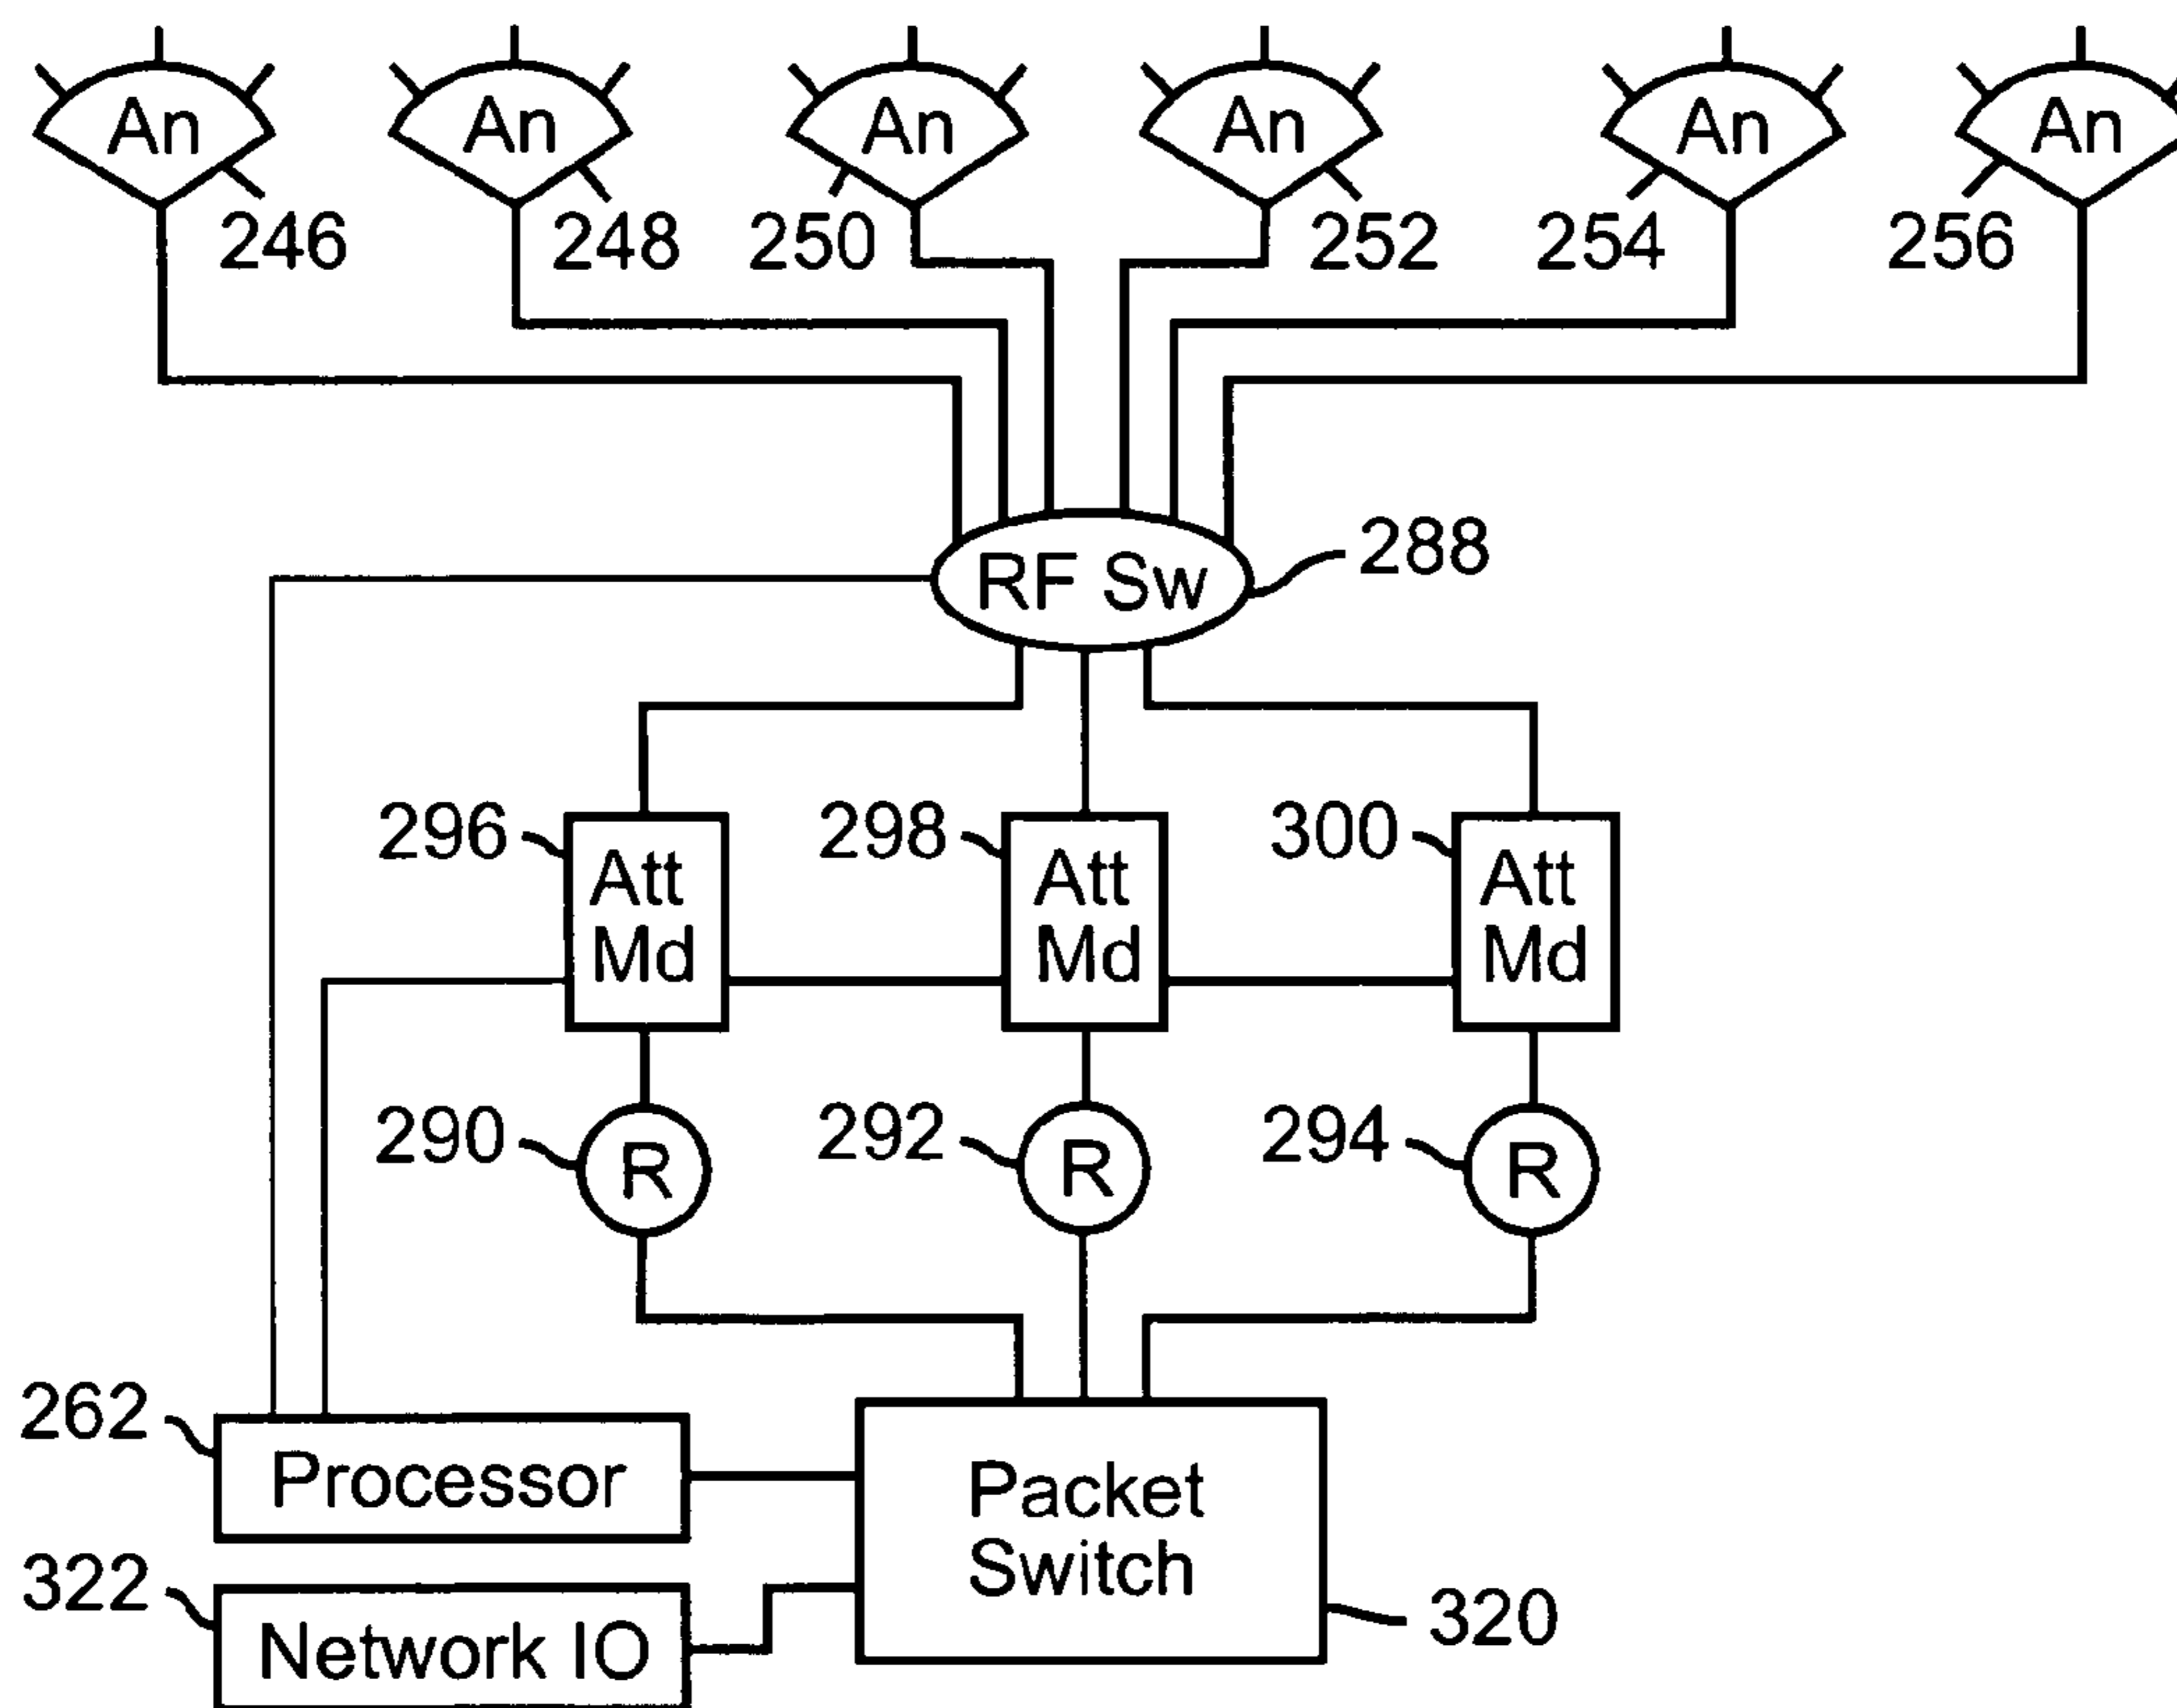 An An An An An An
246 248 250 252 254 256
RF Sw 288
296 298 300
Att Att Att
Md Md Md
290 R 292 R 294 R
262 Processor
Packet
Switch
322 Network IO
320